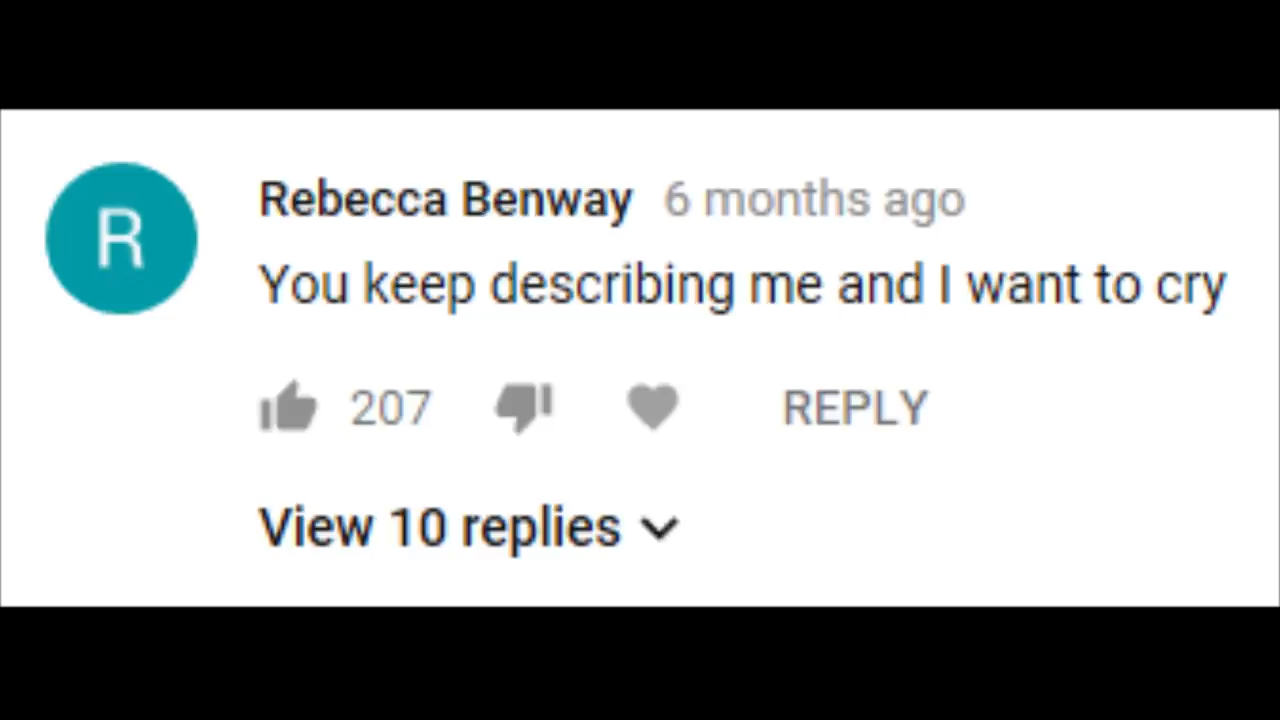 R
Rebecca Benway 6 months ago
You keep describing me and I want to cry
207 REPLY
View 10 replies